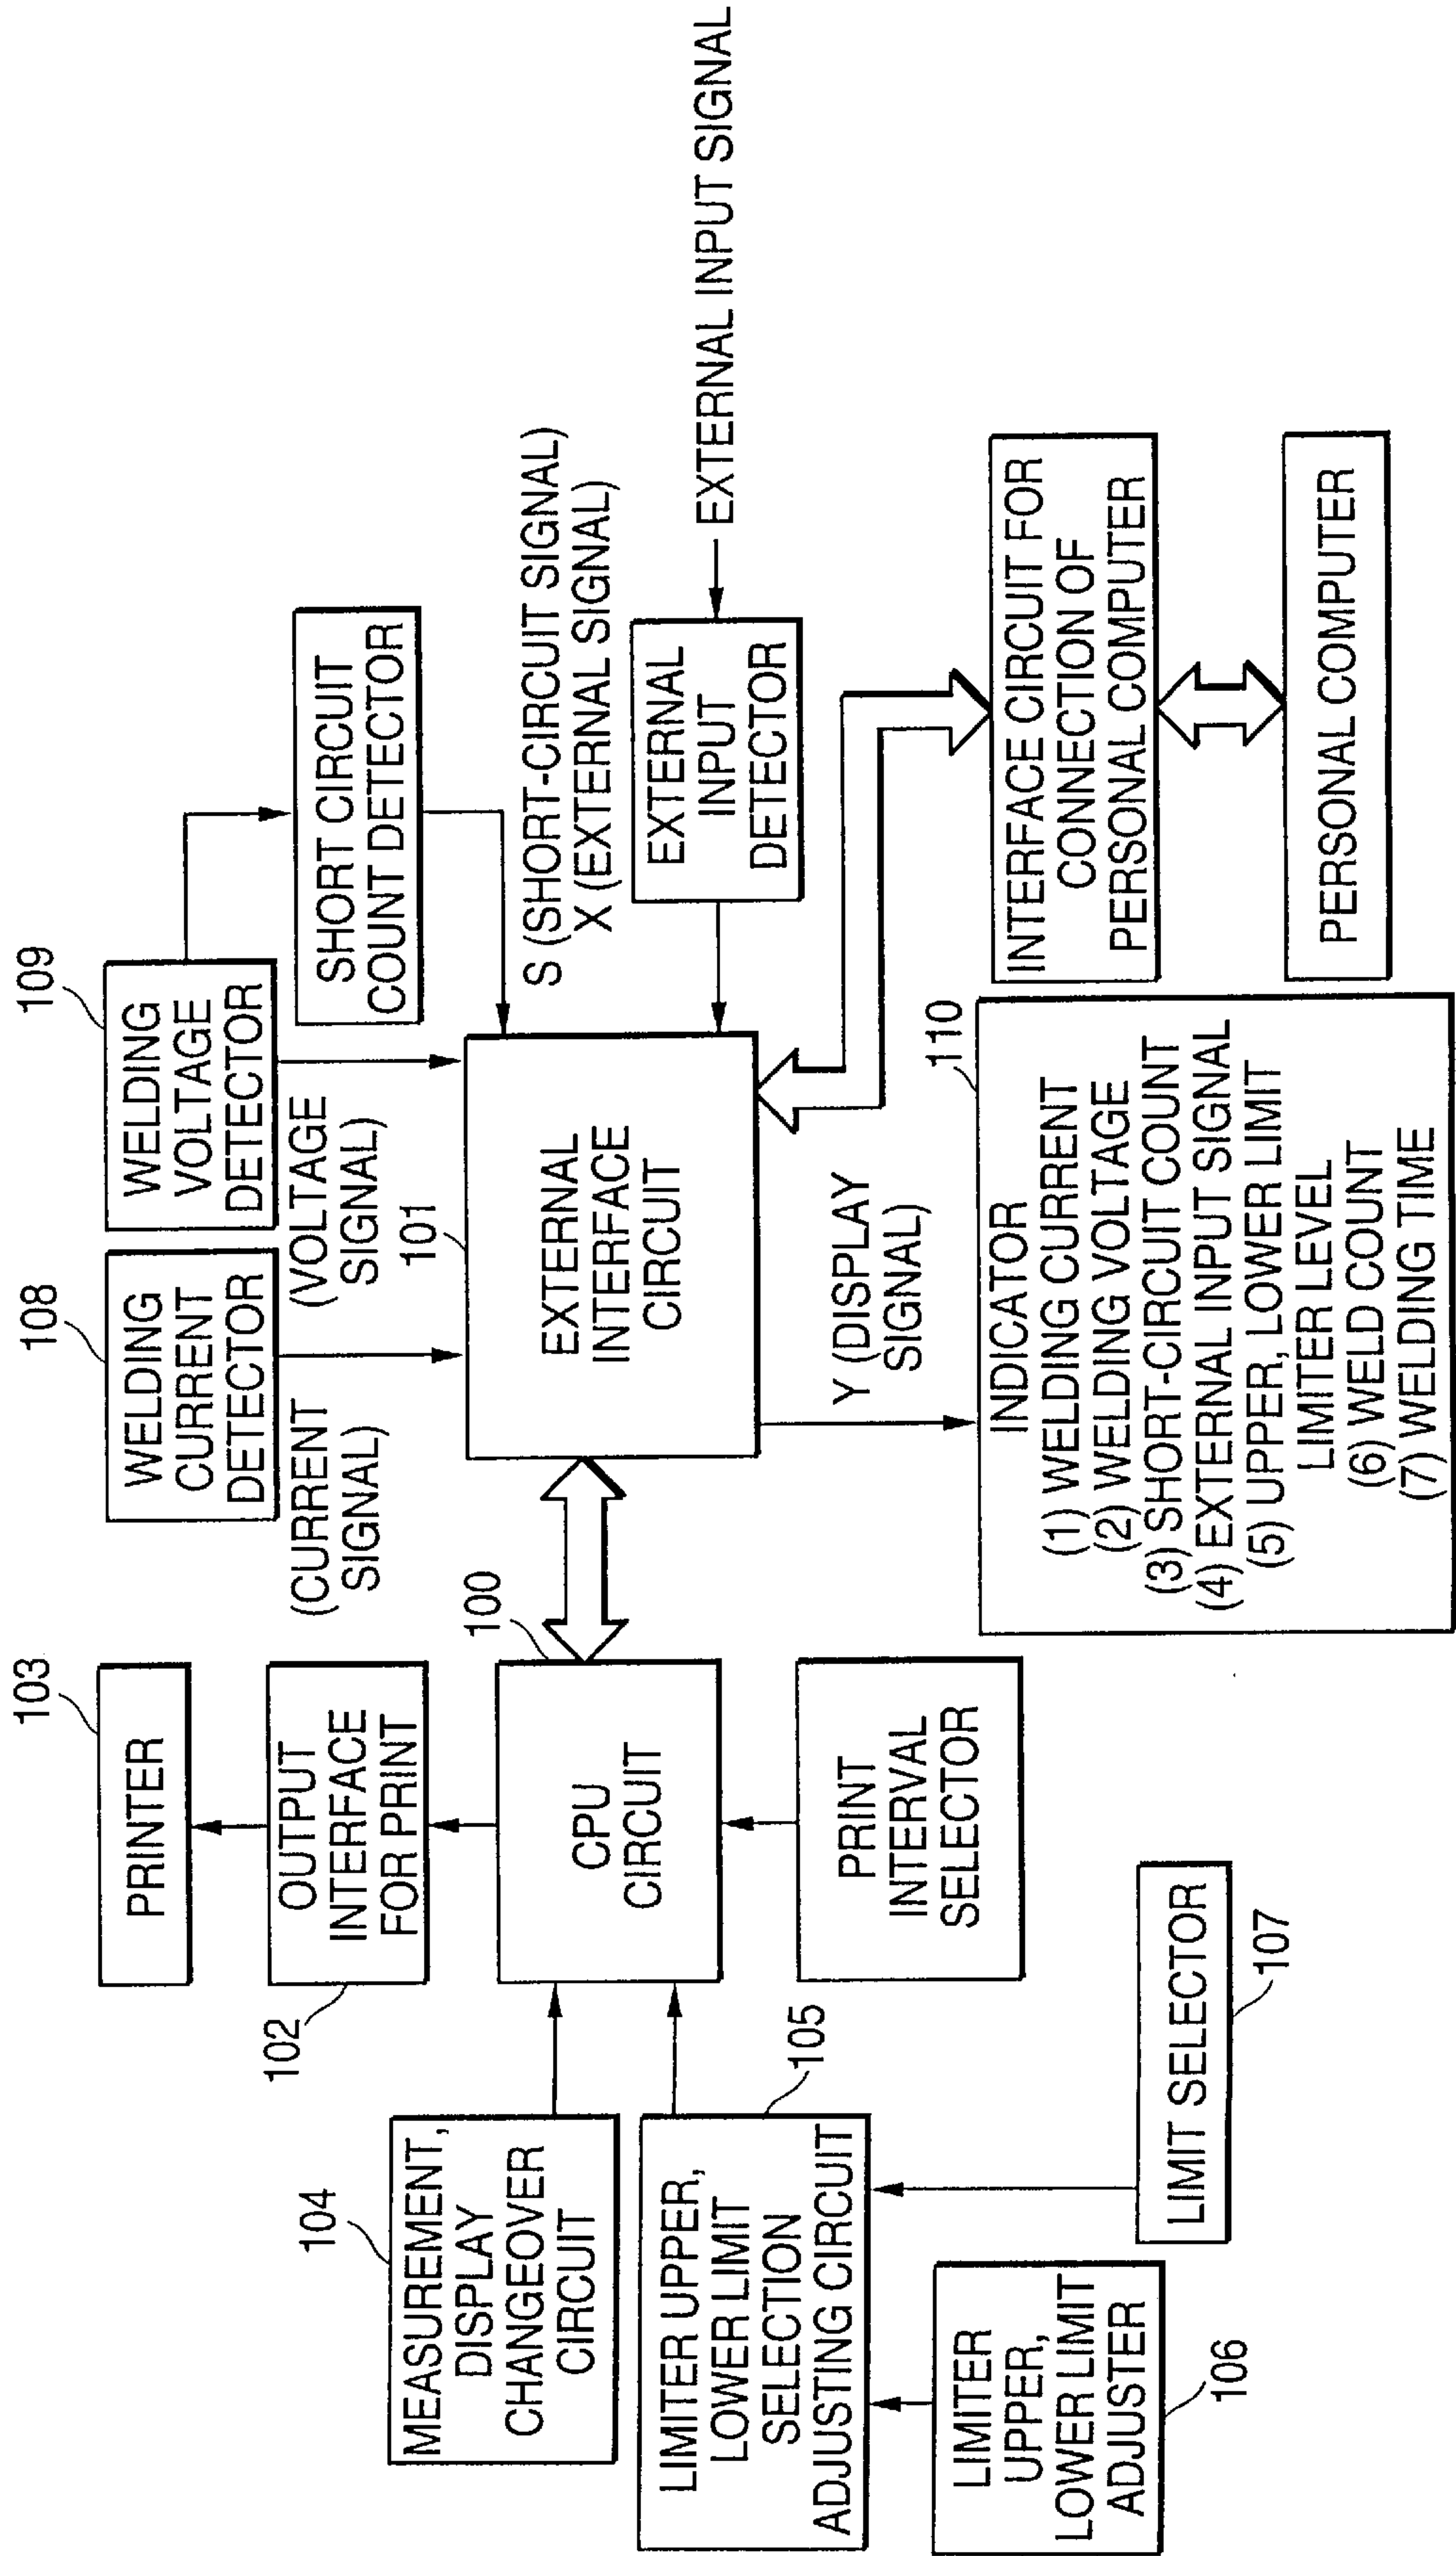 103
PRINTER
102
OUTPUT
INTERFACE
FOR PRINT
104
MEASUREMENT,
DISPLAY
CHANGEOVER
CIRCUIT
105
LIMITER UPPER,
LOWER LIMIT
SELECTION
ADJUSTING CIRCUIT
LIMITER
UPPER,
LOWER LIMIT
ADJUSTER
106
LIMIT SELECTOR
107
100
CPU
CIRCUIT
PRINT
INTERVAL
SELECTOR
108
WELDING
CURRENT
DETECTOR
(CURRENT
SIGNAL)
109
WELDING
VOLTAGE
DETECTOR
(VOLTAGE
SIGNAL)
101
EXTERNAL
INTERFACE
CIRCUIT
SHORT CIRCUIT
COUNT DETECTOR
S (SHORT-CIRCUIT SIGNAL)
X (EXTERNAL SIGNAL)
EXTERNAL
INPUT
DETECTOR
EXTERNAL INPUT SIGNAL
Y (DISPLAY
SIGNAL)
110
INDICATOR
(1) WELDING CURRENT
(2) WELDING VOLTAGE
(3) SHORT-CIRCUIT COUNT
(4) EXTERNAL INPUT SIGNAL
(5) UPPER, LOWER LIMIT
LIMITER LEVEL
(6) WELD COUNT
(7) WELDING TIME
INTERFACE CIRCUIT FOR
CONNECTION OF
PERSONAL COMPUTER
PERSONAL COMPUTER